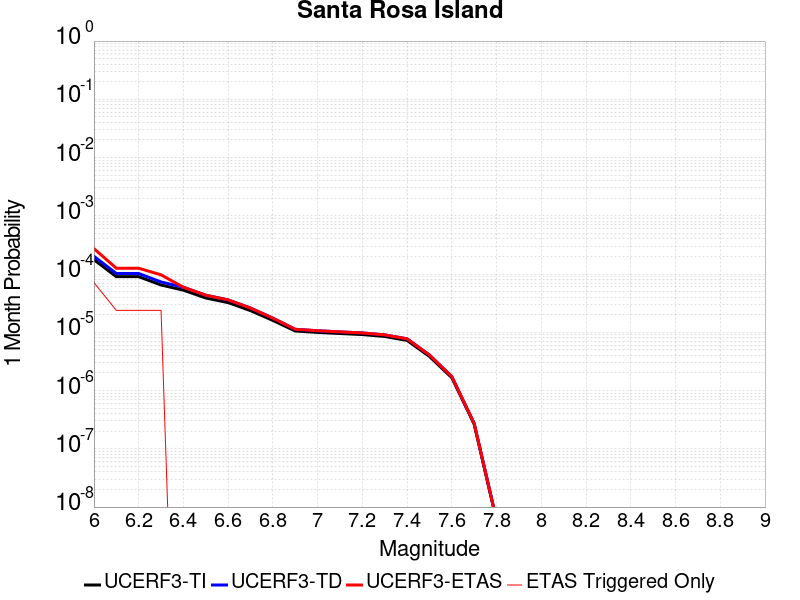 Santa Rosa Island
10^0
10^-1
10^-2
10^-3
10^-4
10^-5
10^-6
10^-7
10^-8
1 Month Probability
6 6.2 6.4 6.6 6.8 7 7.2 7.4 7.6 7.8 8 8.2 8.4 8.6 8.8 9
Magnitude
UCERF3-TI UCERF3-TD UCERF3-ETAS ETAS Triggered Only